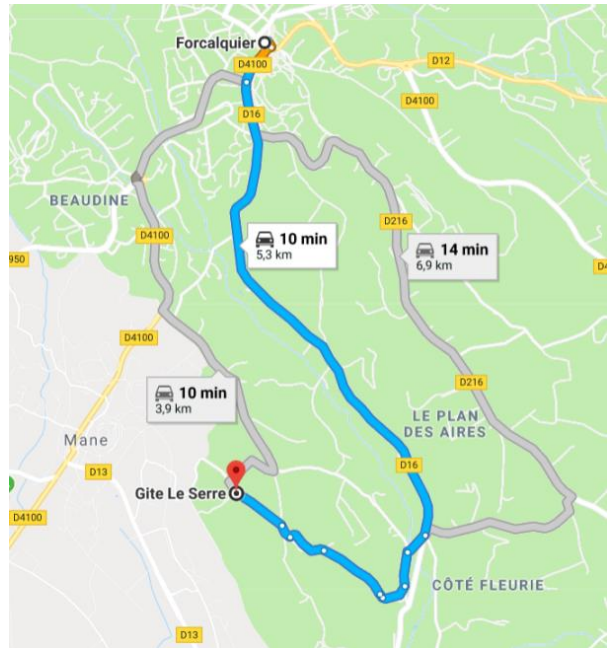 Forcalquier
D4100
D12
D4100
D16
BEAUDINE
D4100
D216
10 min
5,3 km
14 min
6,9 km
950
D4
D4100
D216
10 min
3,9 km
LE PLAN
DES AIRES
Mane
D13
D16
Gite Le Serre
D4100
CÔTÉ FLEURIE
D13